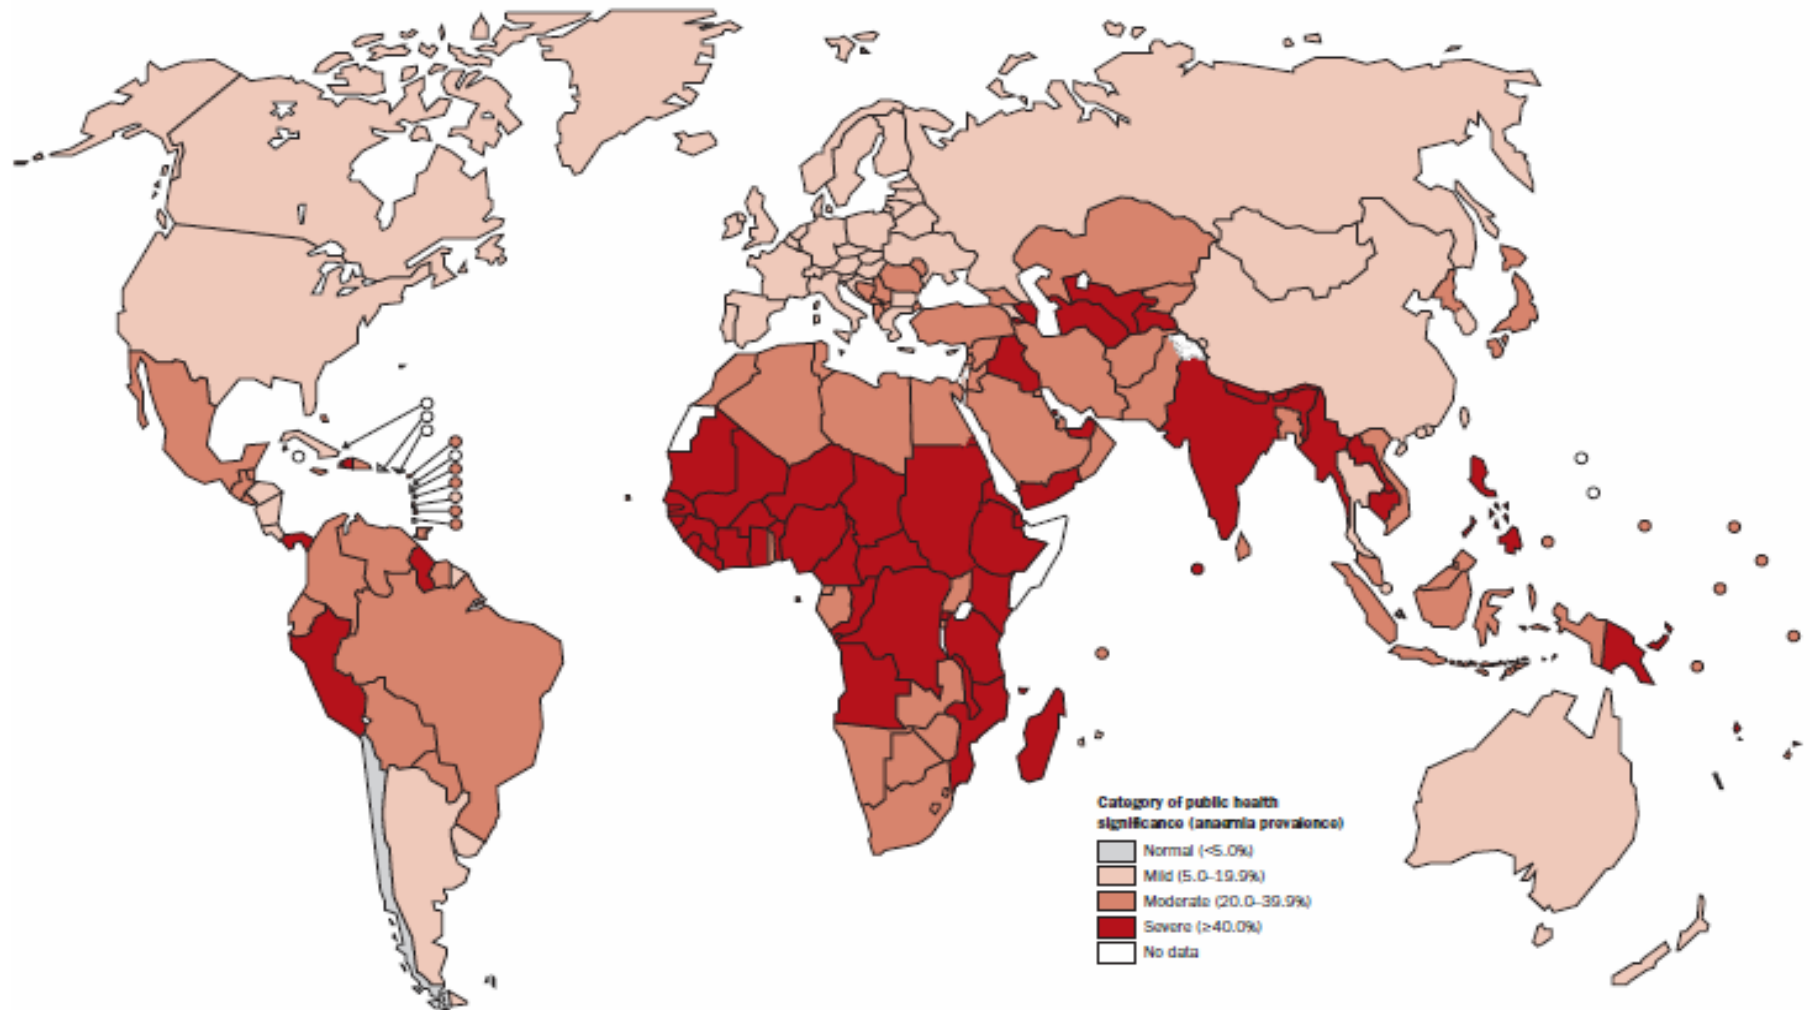 Category of public health
significance (anaemia prevalence)
Normal (<5.0%)
Mild (5.0–19.9%)
Moderate (20.0–39.9%)
Severe (≥40.0%)
No data